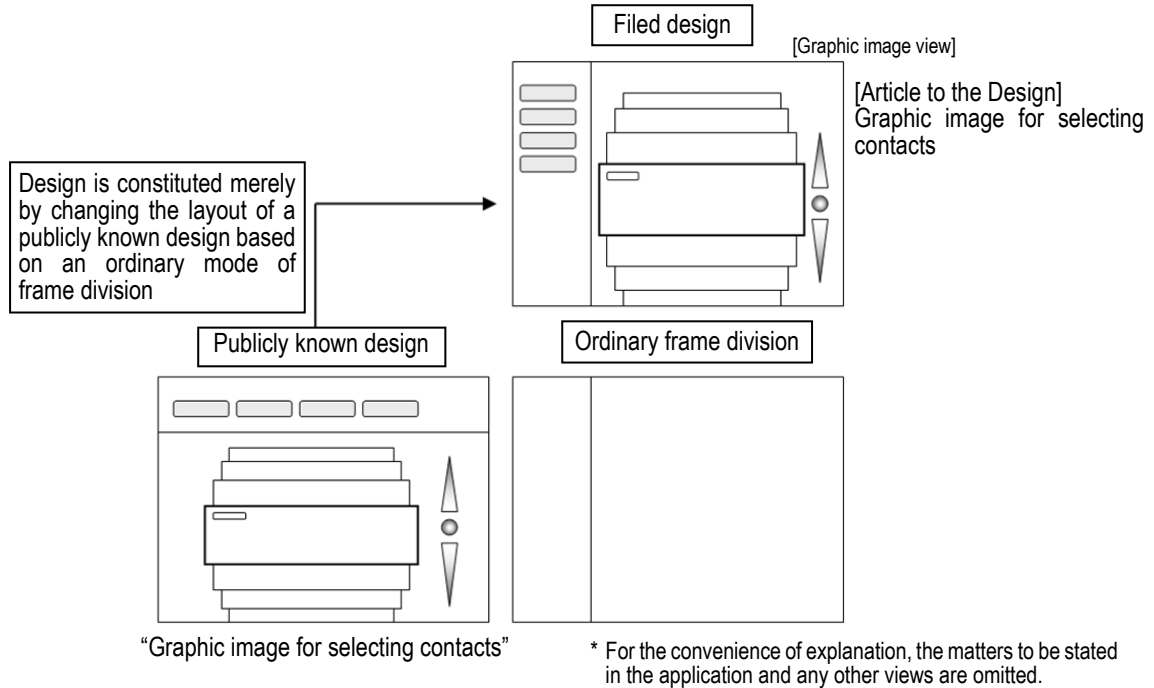 Filed design
[Graphic image view]
[Article to the Design]
Graphic image for selecting
contacts
Design is constituted merely
by changing the layout of a
publicly known design based
on an ordinary mode of
frame division
Publicly known design
Ordinary frame division
“Graphic image for selecting contacts”
* For the convenience of explanation, the matters to be stated
in the application and any other views are omitted.